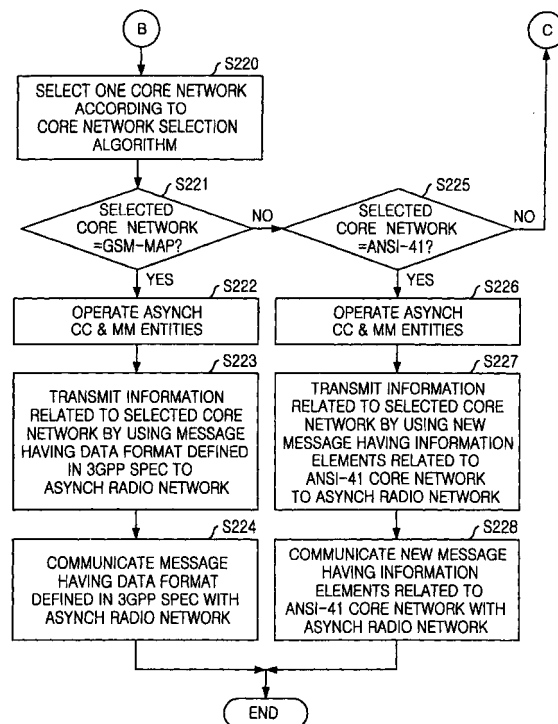 B
C
S220
SELECT ONE CORE NETWORK
ACCORDING TO
CORE NETWORK SELECTION
ALGORITHM
S221
SELECTED
CORE NETWORK
=GSM-MAP?
NO
YES
S225
SELECTED
CORE NETWORK
=ANSI-41?
NO
YES
S222
OPERATE ASYNCH
CC & MM ENTITIES
S226
OPERATE ASYNCH
CC & MM ENTITIES
S223
TRANSMIT INFORMATION
RELATED TO SELECTED CORE
NETWORK BY USING MESSAGE
HAVING DATA FORMAT DEFINED
IN 3GPP SPEC TO
ASYNCH RADIO NETWORK
S227
TRANSMIT INFORMATION
RELATED TO SELECTED CORE
NETWORK BY USING NEW
MESSAGE HAVING INFORMATION
ELEMENTS RELATED TO
ANSI-41 CORE NETWORK
TO ASYNCH RADIO NETWORK
S224
COMMUNICATE MESSAGE
HAVING DATA FORMAT
DEFINED IN 3GPP SPEC WITH
ASYNCH RADIO NETWORK
S228
COMMUNICATE NEW MESSAGE
HAVING INFORMATION
ELEMENTS RELATED TO
ANSI-41 CORE NETWORK WITH
ASYNCH RADIO NETWORK
END